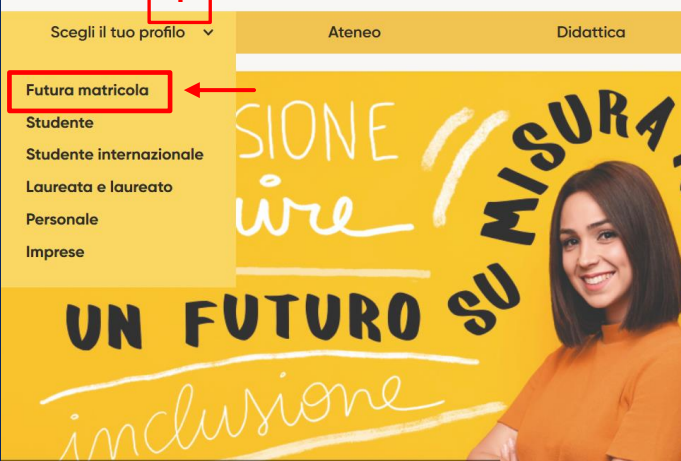 Scegli il tuo profilo
Ateneo
Didattica
Futura matricola
Studente
Studente internazionale
Laureata e laureato
Personale
Imprese
SIONE
uire
UN FUTURO SU MISURA
inclusione